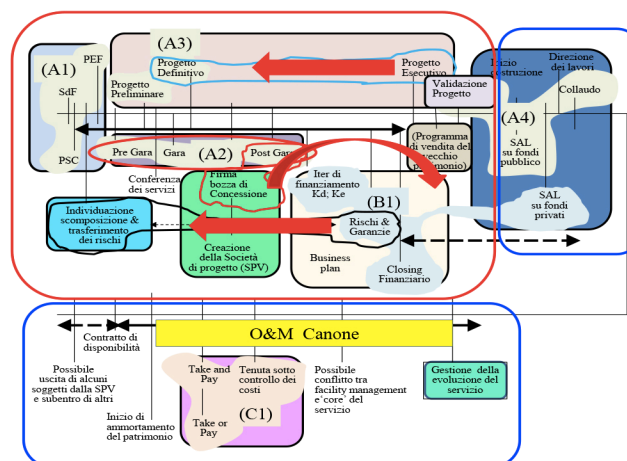 (A1)
PEF
SdF
PSC
(A3)
Progetto
Definitivo
Progetto
Preliminare
Progetto
Esecutivo
Validazione
Progetto
Inizio
costruzione
Direzione
dei lavori
Collaudo
(A4)
SAL
su fondi
pubblico
SAL
su fondi
privati
Pre Gara
Gara
(A2)
Post Gara
(Programma
di vendita del
vecchio
patrimonio)
Conferenza
dei servizi
Firma
bozza di
Concessione
Iter di
finanziamento
Kd; Ke
(B1)
Individuazione
scomposizione &
trasferimento
dei rischi
Rischi &
Garanzie
Creazione
della Società
di progetto (SPV)
Business
plan
Closing
Finanziario
O&M Canone
Contratto di
disponibilità
Possibile
uscita di alcuni
soggetti dalla SPV
e subentro di altri
Inizio di
ammortamento
del patrimonio
Take and
Pay
Take or
Pay
Tenuta sotto
controllo dei
costi
(C1)
Possibile
conflitto tra
facility management
e 'core' del
servizio
Gestione della
evoluzione del
servizio